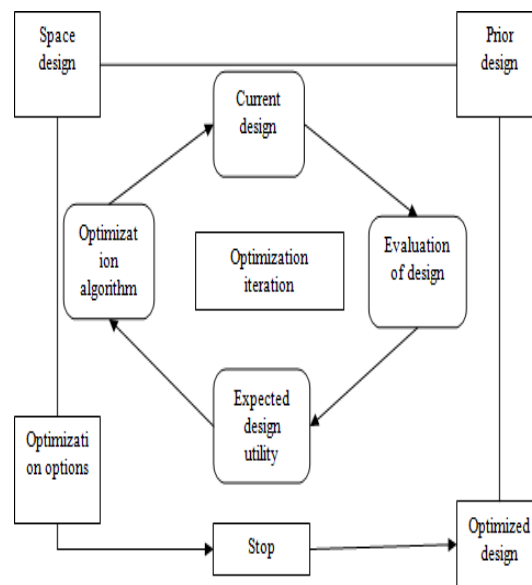 Space
design
Prior
design
Current
design
Optimizat
ion
algorithm
Optimization
iteration
Evaluation
of design
Expected
design
utility
Optimizati
on options
Stop
Optimized
design